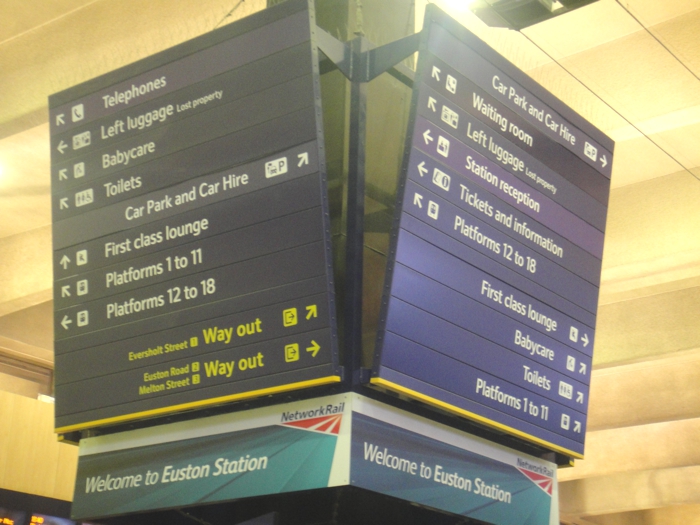 Telephones
Left luggage Lost property
Babycare
Toilets
Car Park and Car Hire P
First class lounge
Platforms 1 to 11
Platforms 12 to 18
Eversholt Street Way out
Euston Road Way out
Melton Street
NetworkRail
Welcome to Euston Station
Car Park and Car Hire P
Waiting room
Left luggage Lost property
Station reception
Tickets and information
Platforms 12 to 18
First class lounge
Babycare
Toilets
Platforms 1 to 11
NetworkRail
Welcome to Euston Station